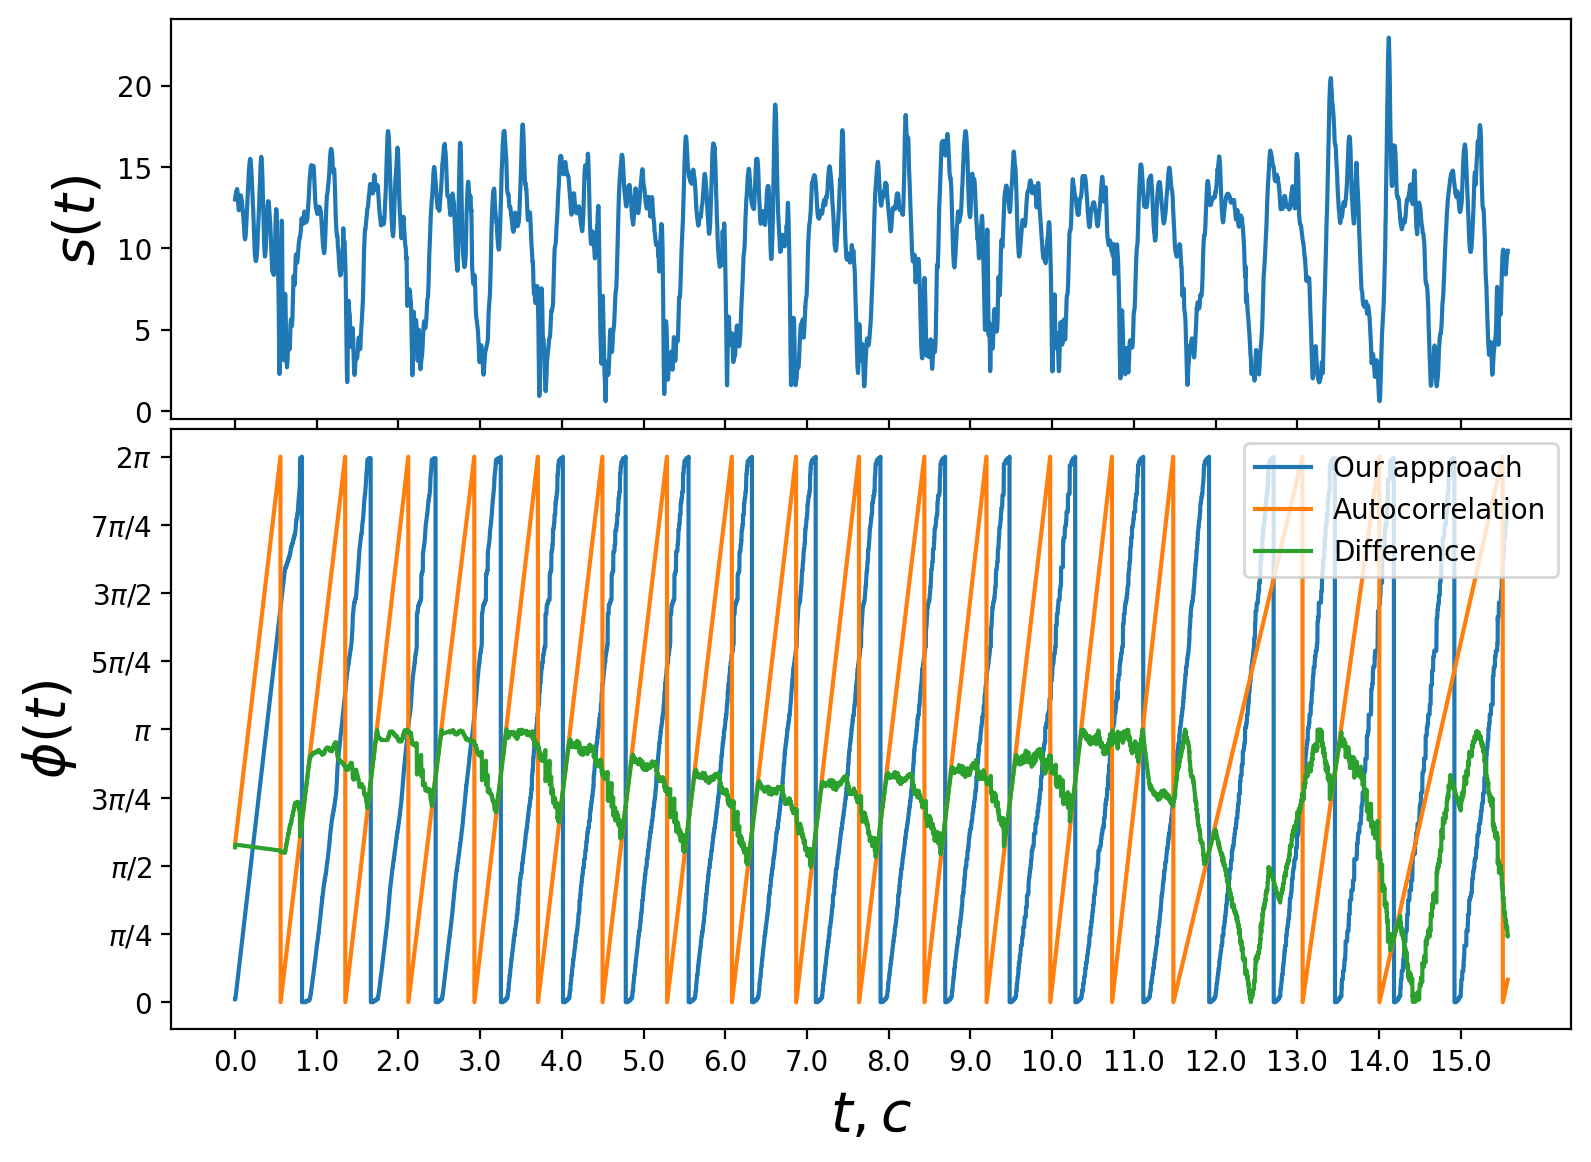 s(t)
20
15
10
5
0
ϕ(t)
2π
7π/4
3π/2
5π/4
π
3π/4
π/2
π/4
0
Our approach
Autocorrelation
Difference
0.0 1.0 2.0 3.0 4.0 5.0 6.0 7.0 8.0 9.0 10.0 11.0 12.0 13.0 14.0 15.0
t, c